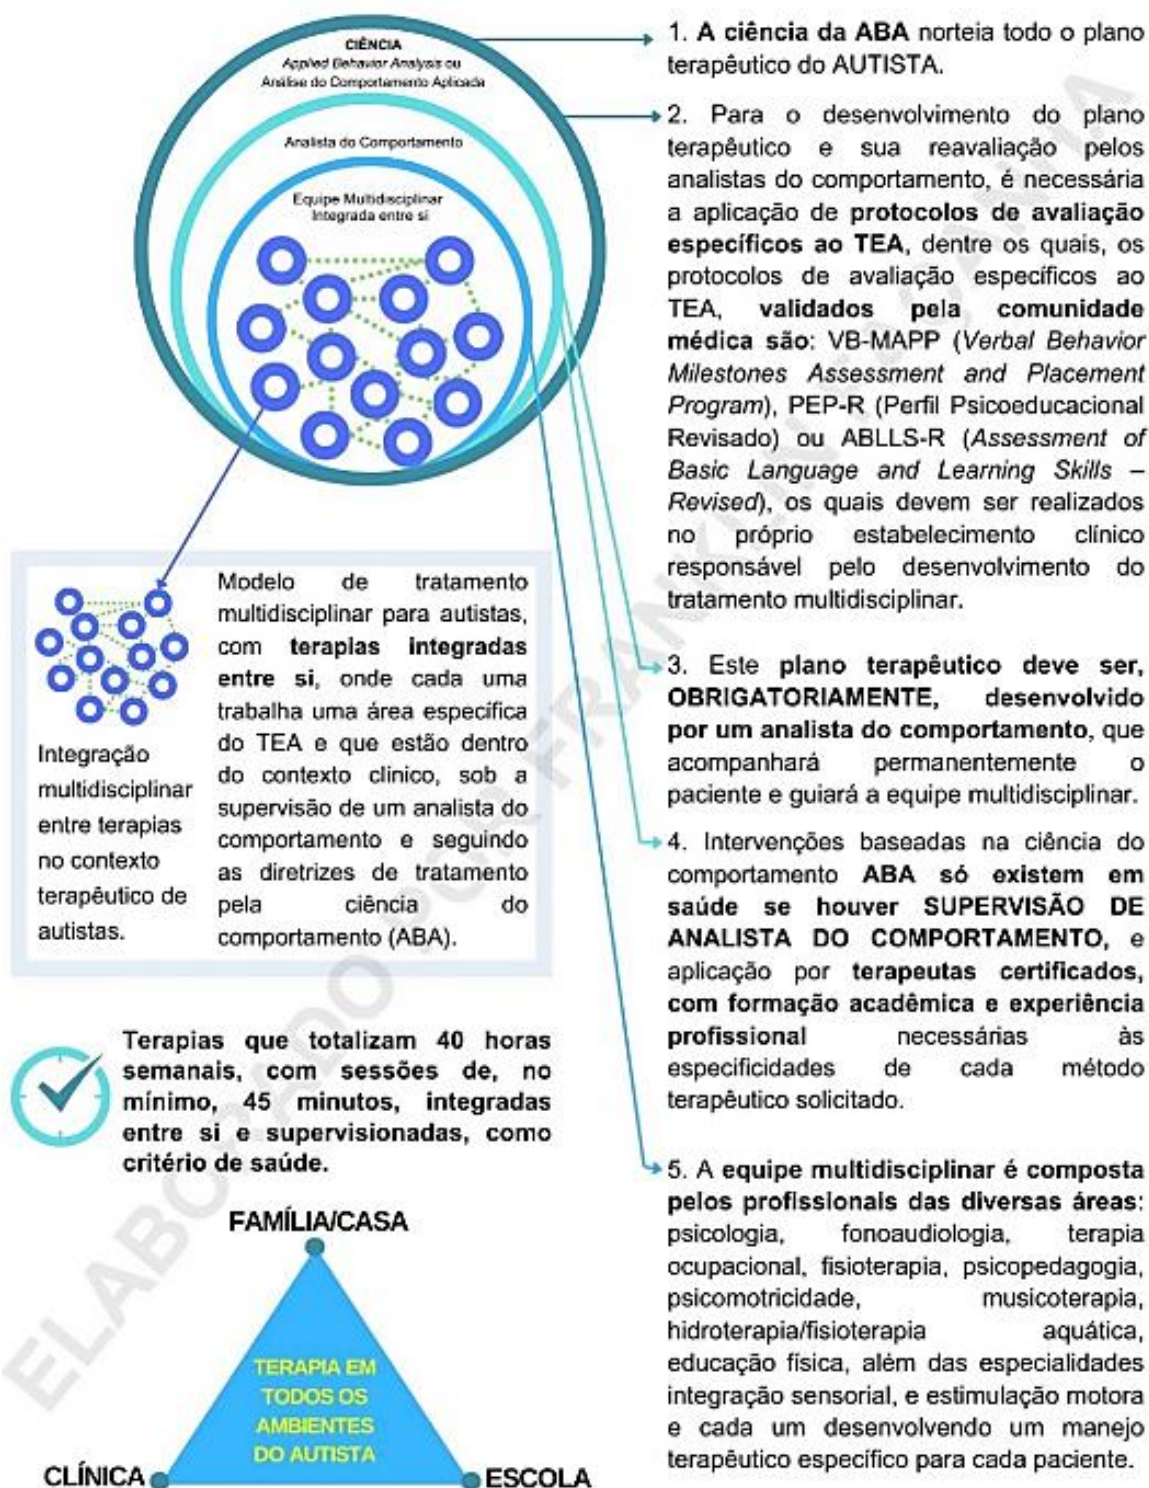 CIÊNCIA
Applied Behavior Analysis ou
Análise do Comportamento Aplicada
Analista do Comportamento
Equipe Multidisciplinar
Integrada entre si
1. A ciência da ABA norteia todo o plano
terapêutico do AUTISTA.
2. Para o desenvolvimento do plano
terapêutico e sua reavaliação pelos
analistas do comportamento, é necessária
a aplicação de protocolos de avaliação
específicos ao TEA, dentre os quais, os
protocolos de avaliação específicos ao
TEA, validados pela comunidade
médica são: VB-MAPP (Verbal Behavior
Milestones Assessment and Placement
Program), PEP-R (Perfil Psicoeducacional
Revisado) ou ABLLS-R (Assessment of
Basic Language and Learning Skills –
Revised), os quais devem ser realizados
no próprio estabelecimento clínico
responsável pelo desenvolvimento do
tratamento multidisciplinar.
3. Este plano terapêutico deve ser,
OBRIGATORIAMENTE, desenvolvido
por um analista do comportamento, que
acompanhará permanentemente o
paciente e guiará a equipe multidisciplinar.
4. Intervenções baseadas na ciência do
comportamento ABA só existem em
saúde se houver SUPERVISÃO DE
ANALISTA DO COMPORTAMENTO, e
aplicação por terapeutas certificados,
com formação acadêmica e experiência
profissional necessárias às
especificidades de cada método
terapêutico solicitado.
5. A equipe multidisciplinar é composta
pelos profissionais das diversas áreas:
psicologia, fonoaudiologia, terapia
ocupacional, fisioterapia, psicopedagogia,
psicomotricidade, musicoterapia,
hidroterapia/fisioterapia aquática,
educação física, além das especialidades
integração sensorial, e estimulação motora
e cada um desenvolvendo um manejo
terapêutico específico para cada paciente.
Integração
multidisciplinar
entre terapias
no contexto
terapêutico de
autistas.
Modelo de tratamento
multidisciplinar para autistas,
com terapias integradas
entre si, onde cada uma
trabalha uma área específica
do TEA e que estão dentro
do contexto clínico, sob a
supervisão de um analista do
comportamento e seguindo
as diretrizes de tratamento
pela ciência do
comportamento (ABA).
Terapias que totalizam 40 horas
semanais, com sessões de, no
mínimo, 45 minutos, integradas
entre si e supervisionadas, como
critério de saúde.
FAMÍLIA/CASA
TERAPIA EM
TODOS OS
AMBIENTES
DO AUTISTA
CLÍNICA
ESCOLA
ELABORADO POR FRANKLIN